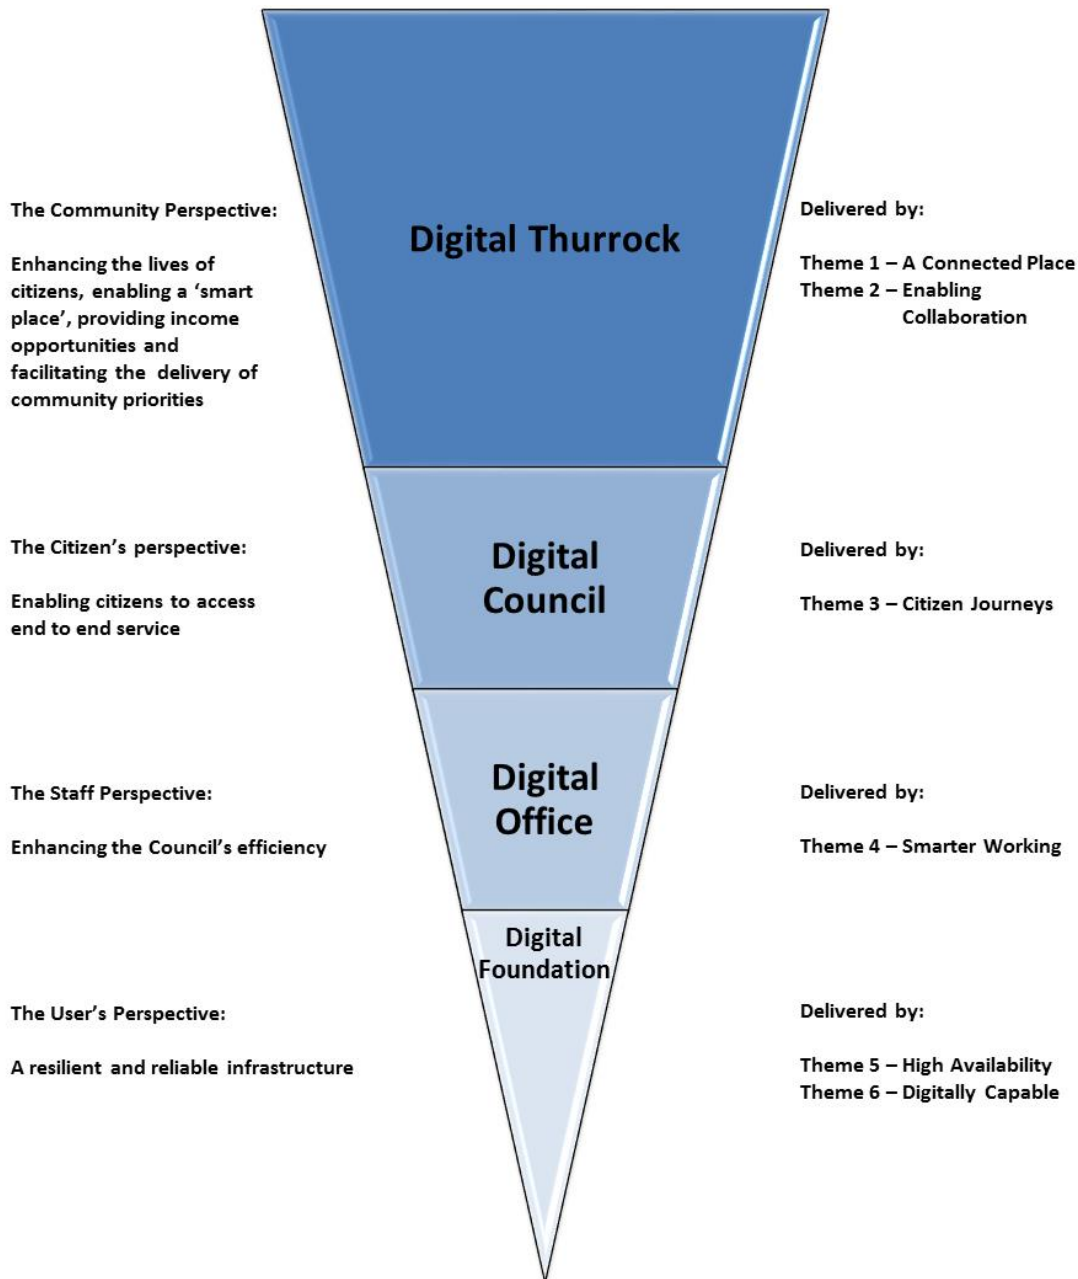 Digital Thurrock
The Community Perspective:
Enhancing the lives of
citizens, enabling a ‘smart
place’, providing income
opportunities and
facilitating the delivery of
community priorities
Delivered by:
Theme 1 – A Connected Place
Theme 2 – Enabling
Collaboration
Digital
Council
The Citizen’s perspective:
Enabling citizens to access
end to end service
Delivered by:
Theme 3 – Citizen Journeys
Digital
Office
The Staff Perspective:
Enhancing the Council’s efficiency
Delivered by:
Theme 4 – Smarter Working
Digital
Foundation
The User’s Perspective:
A resilient and reliable infrastructure
Delivered by:
Theme 5 – High Availability
Theme 6 – Digitally Capable